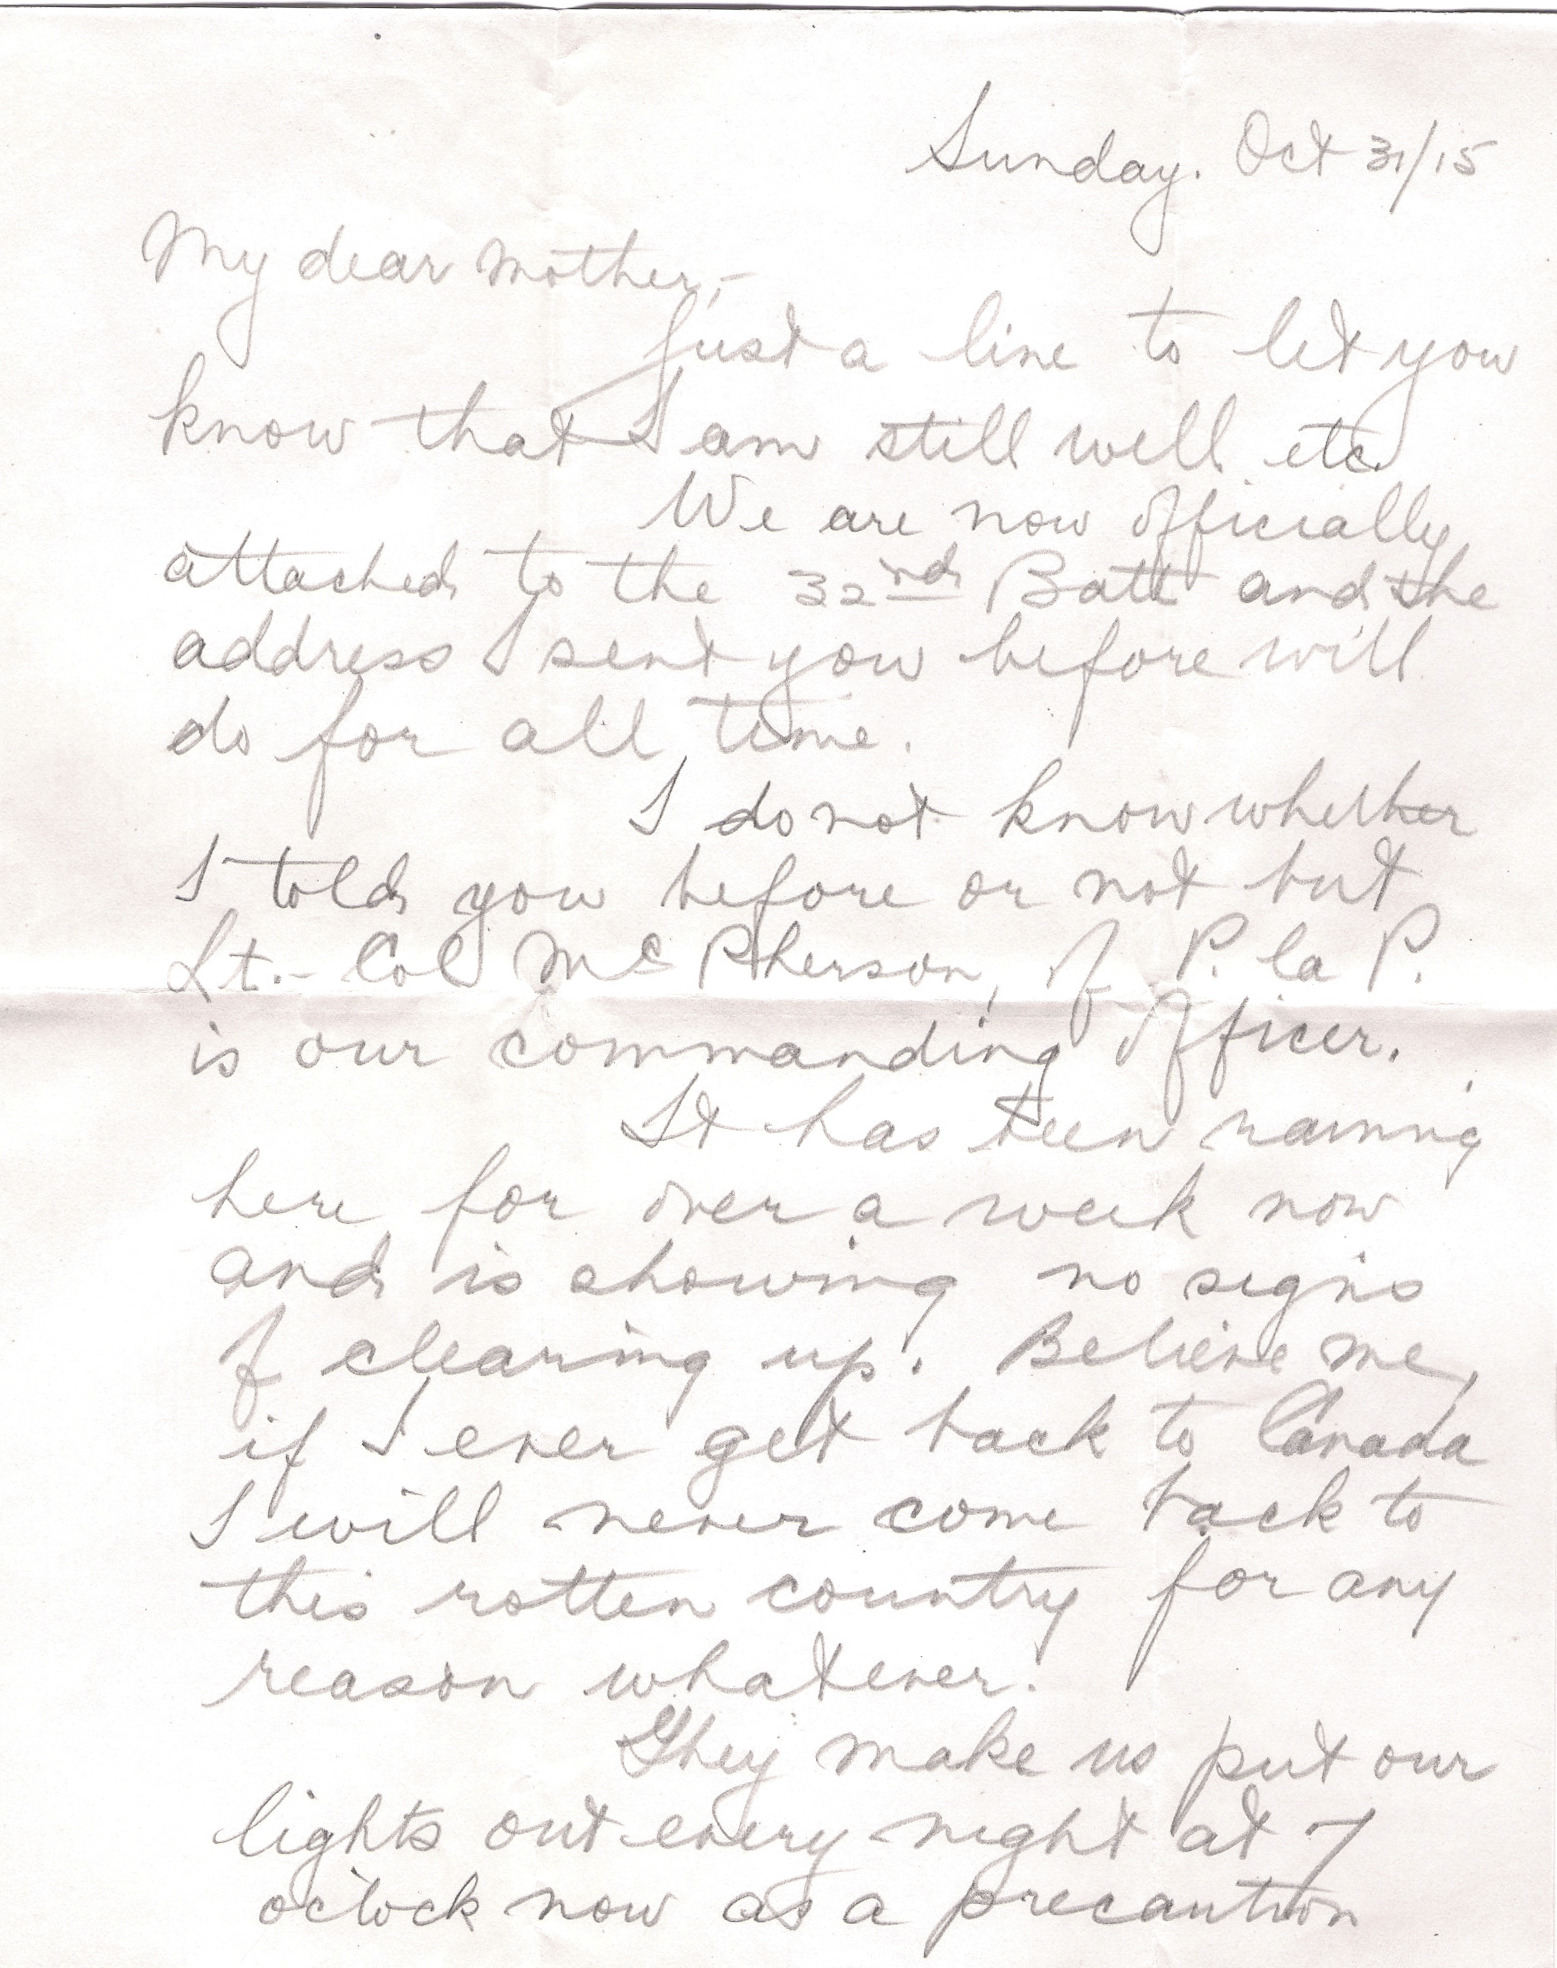 Sunday. Oct 31/15
My dear mother,-
Just a line to let you
know that I am still well etc.
We are now officially
attached to the 32nd Batt and the
address I sent you before will
do for all time.
I do not know whether
I told you before or not but
Lt.- Col McPherson, of P. la P.
is our commanding officer.
It has been raining
here for over a week now
and is showing no signs
of clearing up. Believe me,
if I ever get back to Canada
I will never come back to
this rotten country for any
reason whatever.
They make us put our
lights out every night at 7
o'clock now as a precaution